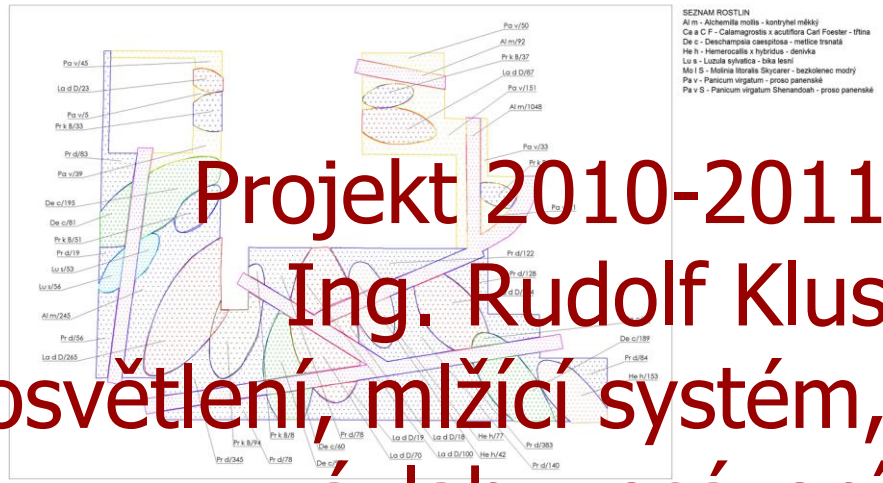 SEZNAM ROSTLIN
Al m - Alchemilla mollis - kontryhel měkký
Ca a C F - Calamagrostis x acutiflora Carl Foester - třtina
De c - Deschampsia caespitosa - metlice trsnatá
He h - Hemerocallis x hybridus - denivka
Lu s - Luzula sylvatica - bika lesní
Mo l S - Molinia litoralis Skycarer - bezkolenec modrý
Pa v - Panicum virgatum - proso panenské
Pa v S - Panicum virgatum Shenandoah - proso panenské
Pa v/50
Al m/92
Pr k B/37
La d D/87
Pa v/151
Al m/1048
Pa v/33
Pa v/45
La d D/23
Pa v/5
Pr k B/33
Pr d/83
Pa v/39
De c/195
De c/81
Pr k B/51
Pr d/19
Lu s/53
Lu s/56
Al m/245
Pr d/56
La d D/265
Projekt 2010-2011
Pr d/122
Pr d/128
Ing. Rudolf Klus
De c/189
Pr d/84
He h/153
osvětlení, mlžící systém,
Pr d/345
Pr k B/94
Pr d/78
Pr k B/8
De c/60
Pr d/78
La d D/70
La d D/19
La d D/100
La d D/18
He h/42
He h/77
Pr d/383
Pr d/140